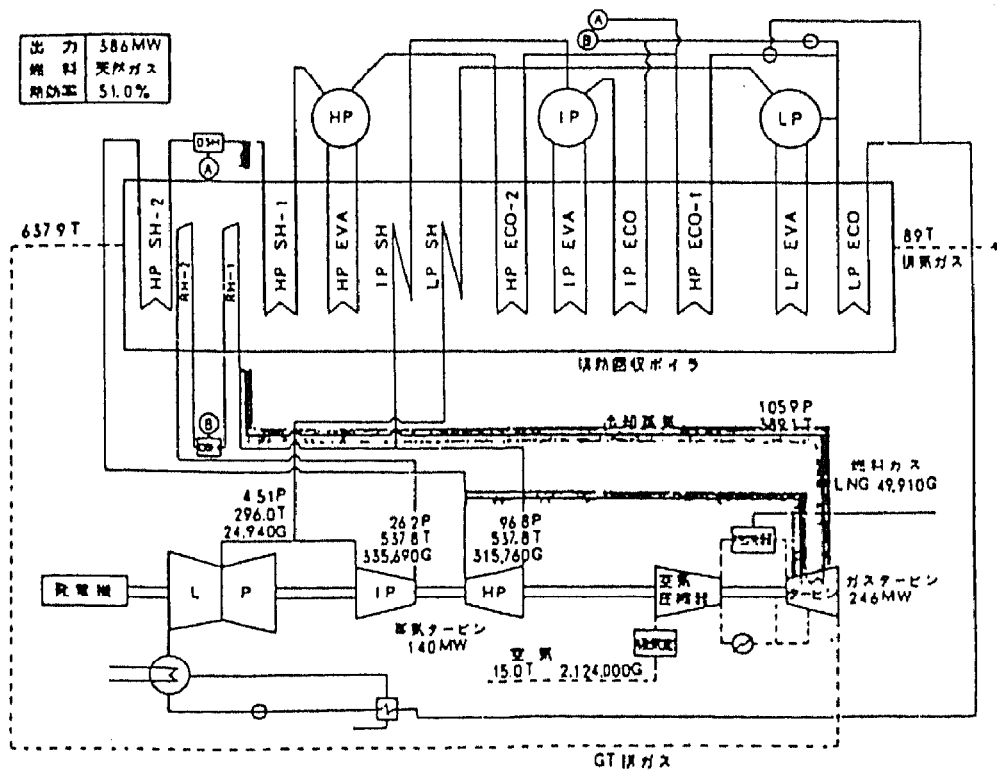 出 力 386MW
燃 料 天然ガス
熱効率 51.0%
A
B
HP
IP
LP
DSH
A
637.9T
HP SH-2
RH-2
RH-1
HP SH-1
HP EVA
IP SH
LP SH
HP ECO-2
IP EVA
IP ECO
HP ECO-1
LP EVA
LP ECO
89T
排気ガス
排熱回収ボイラ
B
冷却蒸気
105.9P
389.1T
燃料ガス
LNG 49,910G
4.51P
296.0T
24,940G
26.2P
537.8T
335,690G
96.8P
537.8T
315,760G
発電機
L P
IP
HP
空気
圧縮器
タービン
ガスタービン
246MW
蒸気タービン
140MW
空 気
15.0T 2,124,000G
GT排ガス